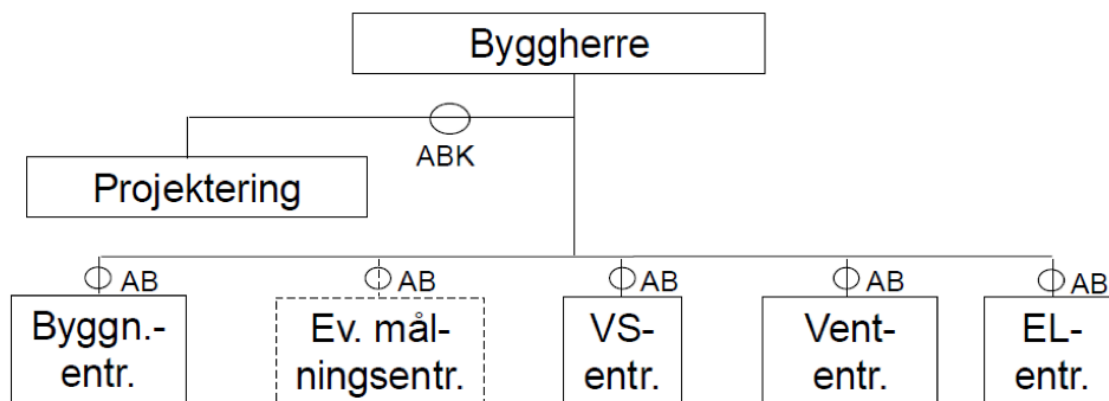 Byggherre
ABK
Projektering
AB
AB
AB
AB
AB
Byggn.-
entr.
Ev. mål-
ningsentr.
VS-
entr.
Vent-
entr.
EL-
entr.